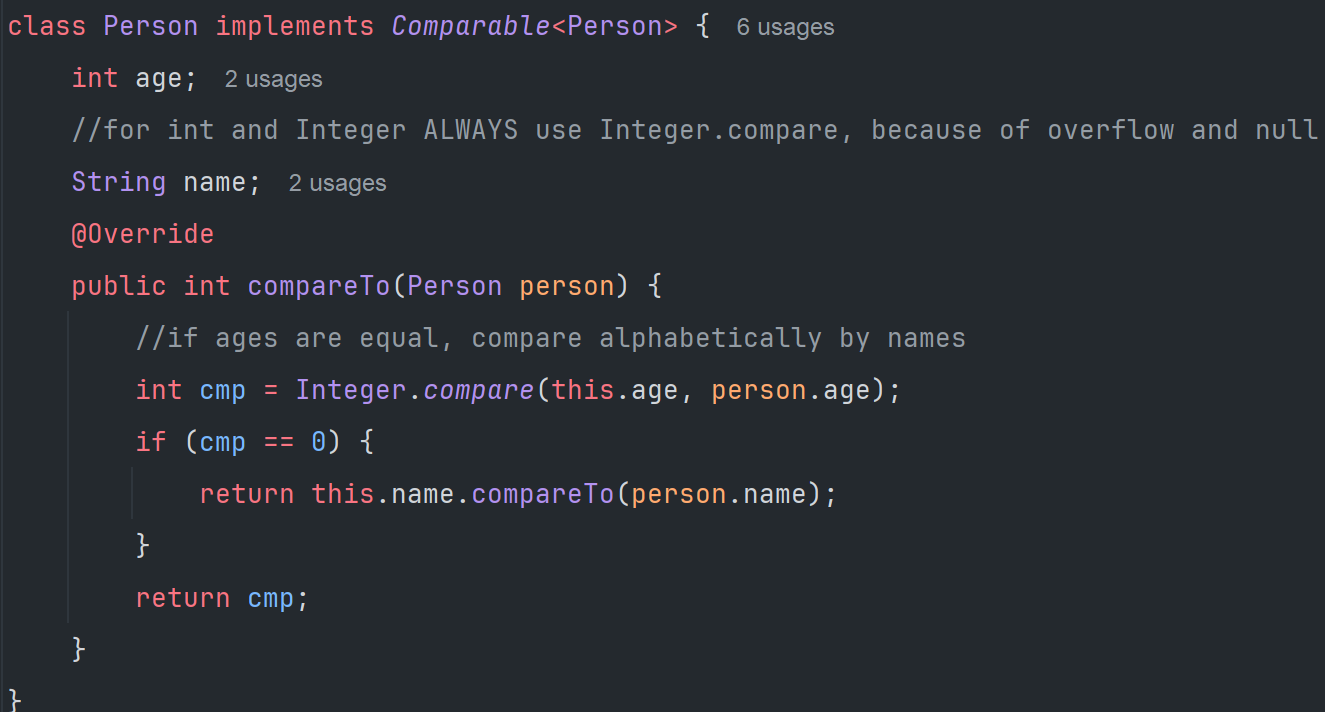 class Person implements Comparable<Person> { 6 usages
    int age; 2 usages
    //for int and Integer ALWAYS use Integer.compare, because of overflow and null
    String name; 2 usages
    @Override
    public int compareTo(Person person) {
        //if ages are equal, compare alphabetically by names
        int cmp = Integer.compare(this.age, person.age);
        if (cmp == 0) {
            return this.name.compareTo(person.name);
        }
        return cmp;
    }
}